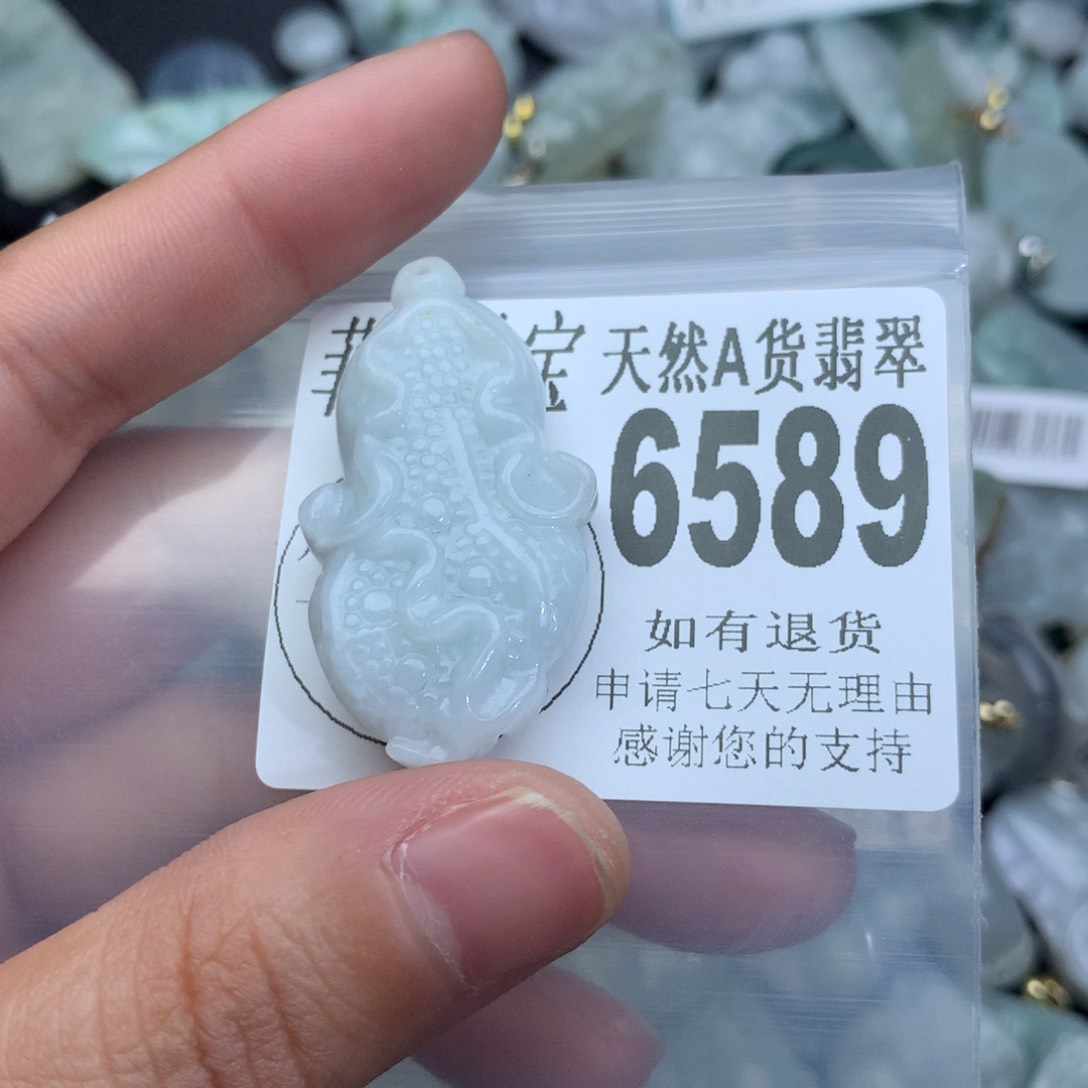 天然A货翡翠
6589
如有退货
申请七天无理由
感谢您的支持